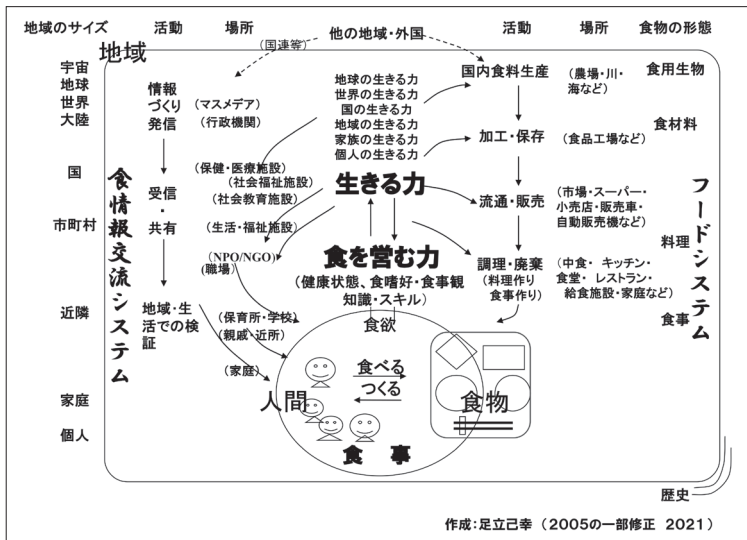 地域のサイズ 活動 場所 他の地域・外国 活動 場所 食物の形態
地域
(国連等)
宇宙
地球
世界
大陸
国
市町村
近隣
家庭
個人
食情報交流システム
情報
づくり
発信
受信
・
共有
地域・生
活での検
証
(マスメデア)
(行政機関)
(保健・医療施設)
(社会福祉施設)
(社会教育施設)
(生活・福祉施設)
(NPO/NGO)
(職場)
(保育所・学校)
(親戚・近所)
(家庭)
地球の生きる力
世界の生きる力
国の生きる力
地域の生きる力
家族の生きる力
個人の生きる力
生きる力
食を営む力
(健康状態、食嗜好・食事観
知識・スキル)
食欲
食べる
つくる
人間
食物
食 事
国内食料生産
加工・保存
流通・販売
調理・廃棄
(料理作り
食事作り)
(農場・川・
海など)
(食品工場など)
(市場・スーパー・
小売店・販売車・
自動販売機など)
(中食・ キッチン・
食堂・ レストラン・
給食施設・家庭など)
食用生物
食材料
料理
食事
フードシステム
歴史
作成:足立己幸 (2005の一部修正 2021)